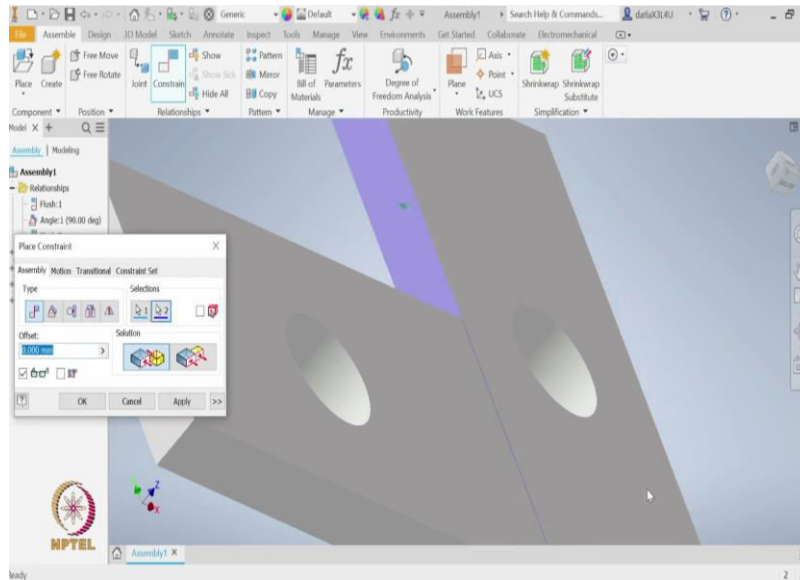 Generic
Default
Assembly1
Search Help & Commands...
datlaX3L4U
File Assemble Design 3D Model Sketch Annotate Inspect Tools Manage View Environments Get Started Collaborate Electromechanical
Place
Create
Free Move
Free Rotate
Joint
Constrain
Show
Show Sick
Hide All
Pattern
Mirror
Copy
Bill of
Materials
Parameters
Degree of
Freedom Analysis
Plane
Axis
Point
UCS
Shrinkwrap
Shrinkwrap
Substitute
Component Position Relationships Pattern Manage Productivity Work Features Simplification
Model X +
Assembly | Modeling
Assembly1
Relationships
Flush:1
Angle:1 (90.00 deg)
Place Constraint
Assembly Motion Transitional Constraint Set
Type
Selections
1 2
Offset:
0.000 mm
Solution
OK Cancel Apply >>
Z
X
NPTEL
Assembly1 X
Ready
2